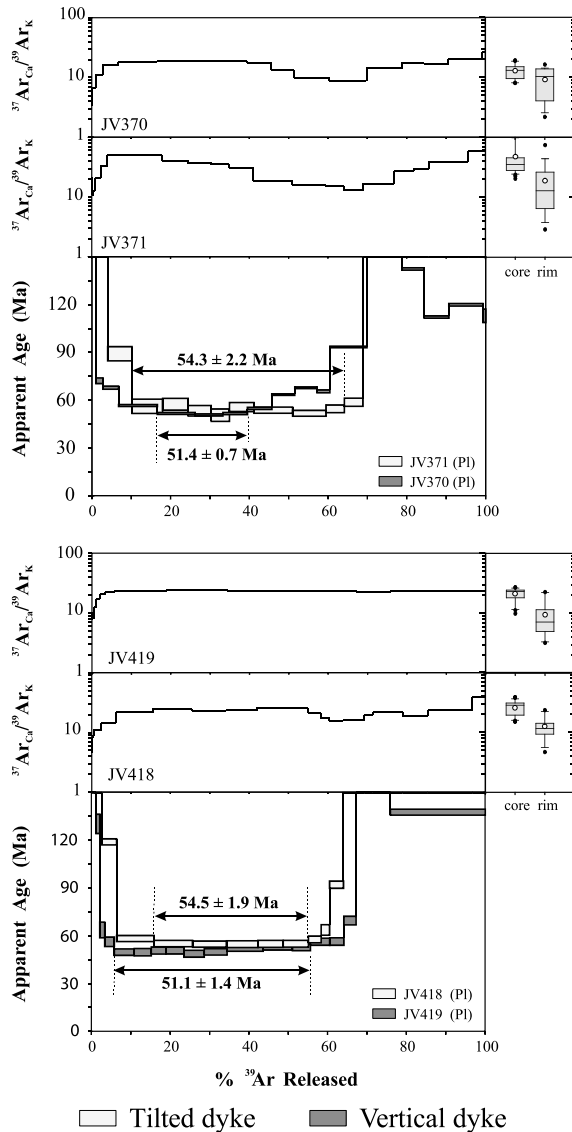 100
10
1
³⁷Ar_Ca/³⁹Ar_K
JV370
10
1
³⁷Ar_Ca/³⁹Ar_K
JV371
core rim
120
90
60
30
0
Apparent Age (Ma)
54.3 ± 2.2 Ma
51.4 ± 0.7 Ma
JV371 (Pl)
JV370 (Pl)
0 20 40 60 80 100
100
10
1
³⁷Ar_Ca/³⁹Ar_K
JV419
10
1
³⁷Ar_Ca/³⁹Ar_K
JV418
core rim
120
90
60
30
0
Apparent Age (Ma)
54.5 ± 1.9 Ma
51.1 ± 1.4 Ma
JV418 (Pl)
JV419 (Pl)
0 20 40 60 80 100
% ³⁹Ar Released
Tilted dyke Vertical dyke